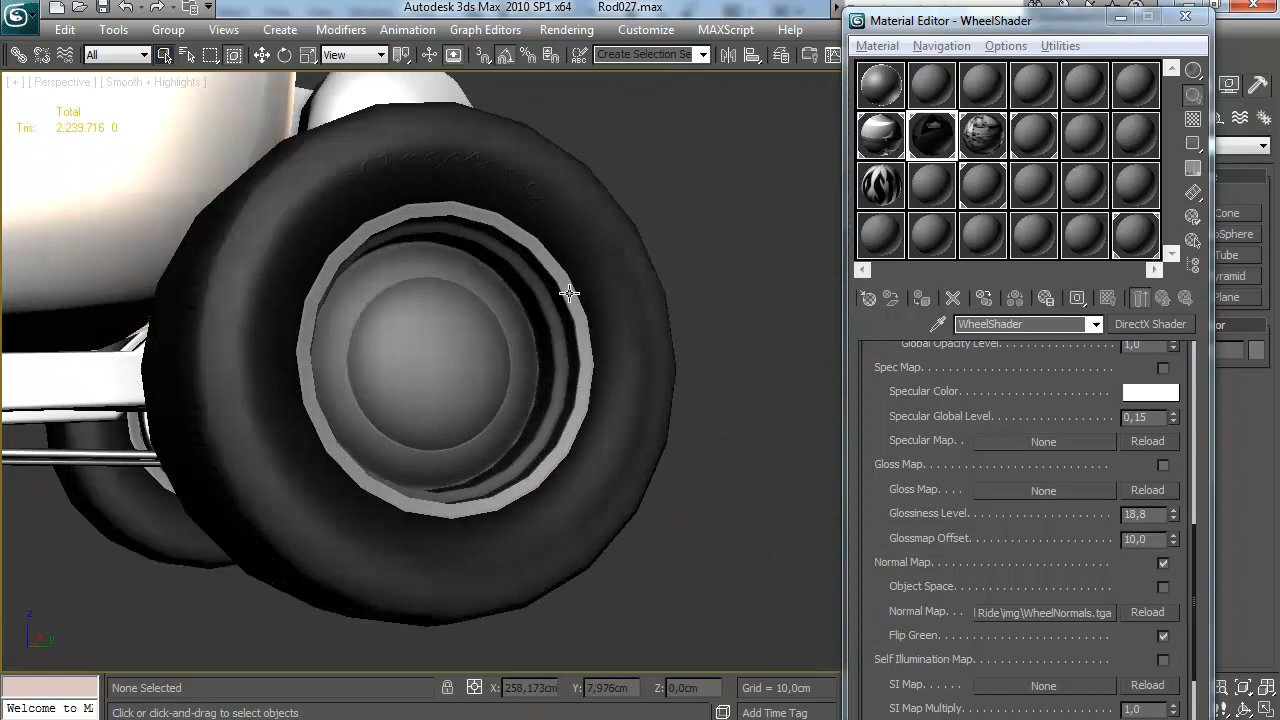 Autodesk 3ds Max 2010 SP1 x64 Rod027.max
Edit Tools Group Views Create Modifiers Animation Graph Editors Rendering Customize MAXScript Help
All View Create Selection Se
[ + ] [ Perspective ] [ Smooth + Highlights ]
Total
Tris: 2.239.716 0
Material Editor - WheelShader
Material Navigation Options Utilities
WheelShader DirectX Shader
Global Opacity Level. 1,0
Spec Map.
Specular Color.
Specular Global Level. 0,15
Specular Map. . None Reload
Gloss Map.
Gloss Map. . . . None Reload
Glossiness Level. 18,8
Glossmap Offset. 10,0
Normal Map.
Object Space.
Normal Map. . . Ride\img\WheelNormals.tga Reload
Flip Green.
Self Illumination Map.
SI Map. None Reload
SI Map Multiply. 1,0
Cone
Sphere
Tube
Plane
z
x y
None Selected X: 258,173cm Y: 7,976cm Z: 0,0cm Grid = 10,0cm
Welcome to M Click or click-and-drag to select objects Add Time Tag